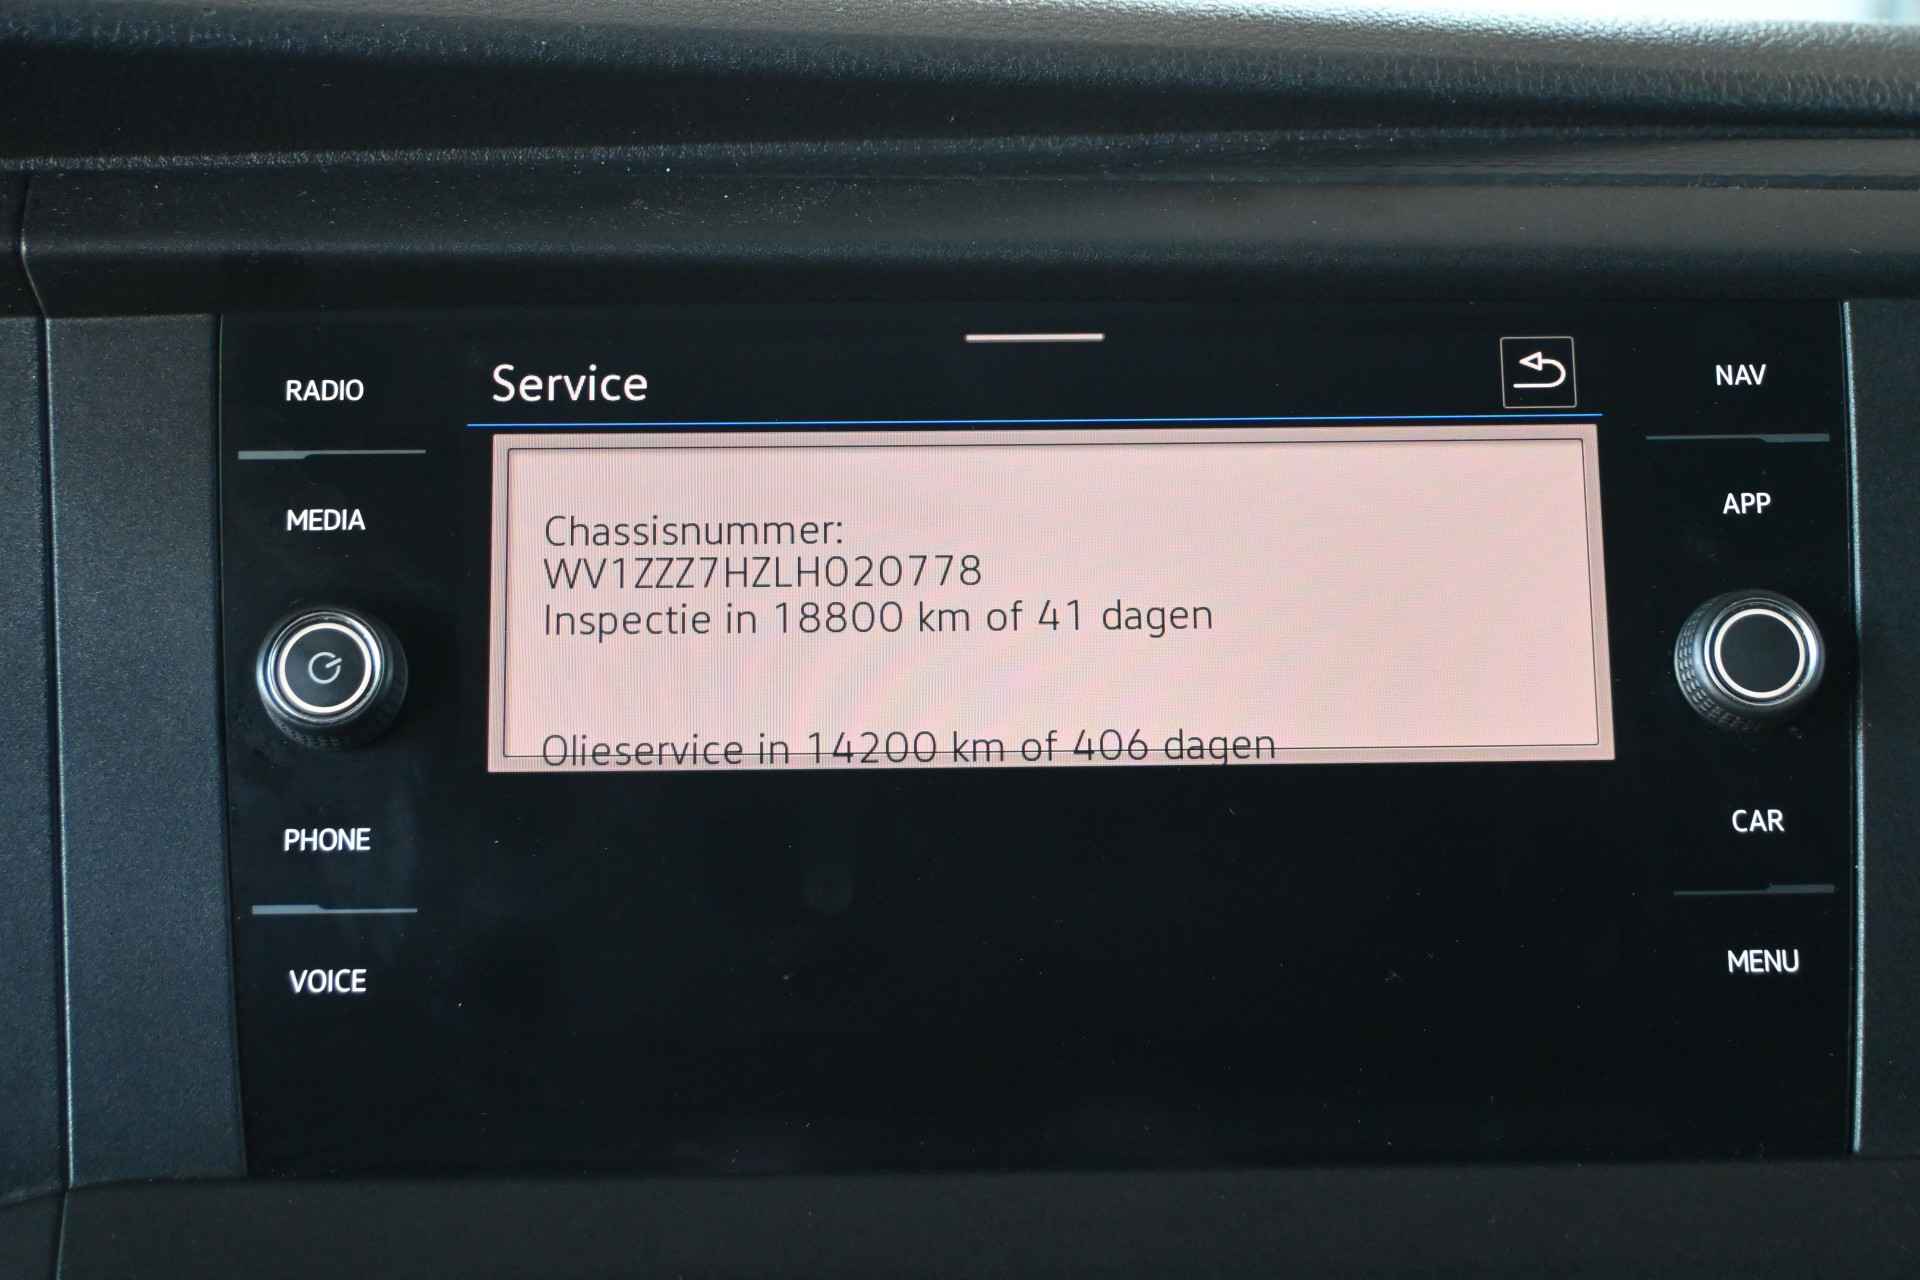 RADIO
MEDIA
PHONE
VOICE
Service
Chassisnummer:
WV1ZZZ7HZLH020778
Inspectie in 18800 km of 41 dagen
Olieservice in 14200 km of 406 dagen
NAV
APP
CAR
MENU